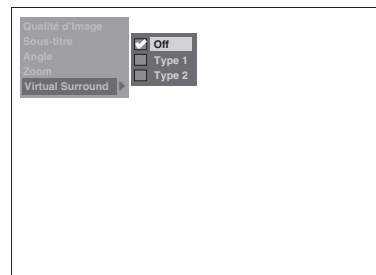 Qualité d'Image
Sous-titre
Angle
Zoom
Virtual Surround
Off
Type 1
Type 2